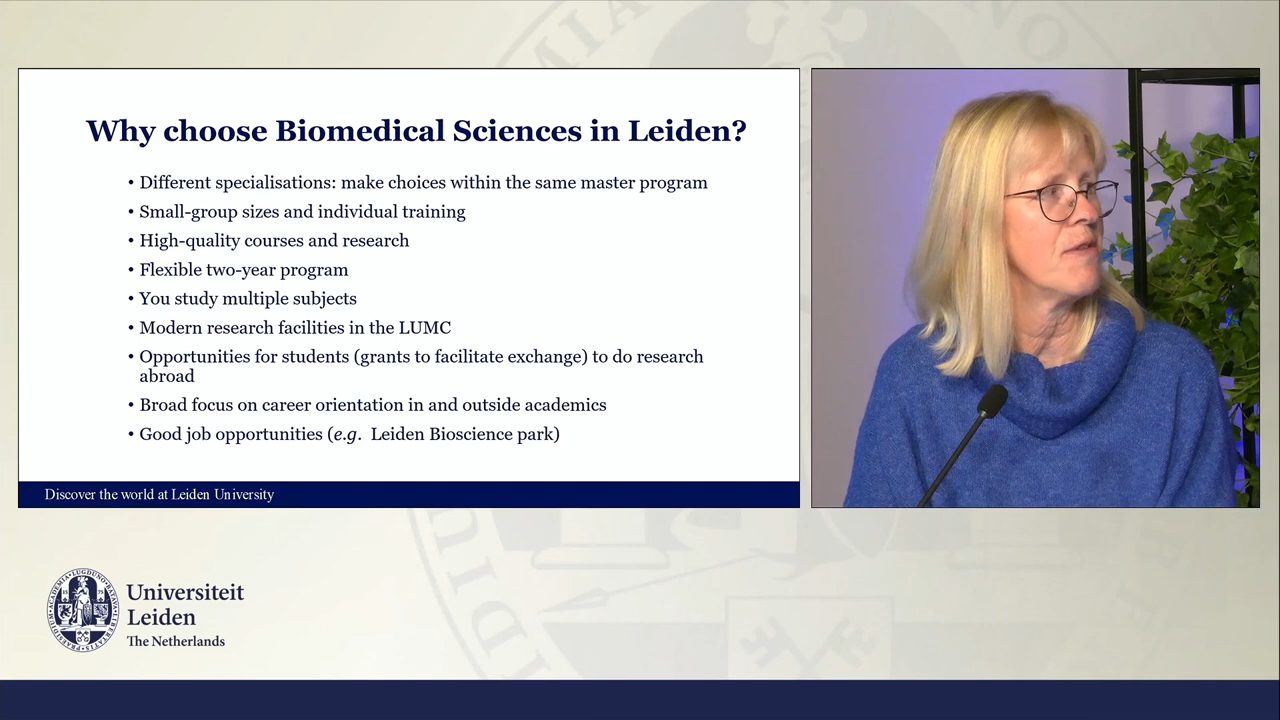 Why choose Biomedical Sciences in Leiden?
• Different specialisations: make choices within the same master program
• Small-group sizes and individual training
• High-quality courses and research
• Flexible two-year program
• You study multiple subjects
• Modern research facilities in the LUMC
• Opportunities for students (grants to facilitate exchange) to do research
abroad
• Broad focus on career orientation in and outside academics
• Good job opportunities (e.g. Leiden Bioscience park)
Discover the world at Leiden University
Universiteit
Leiden
The Netherlands